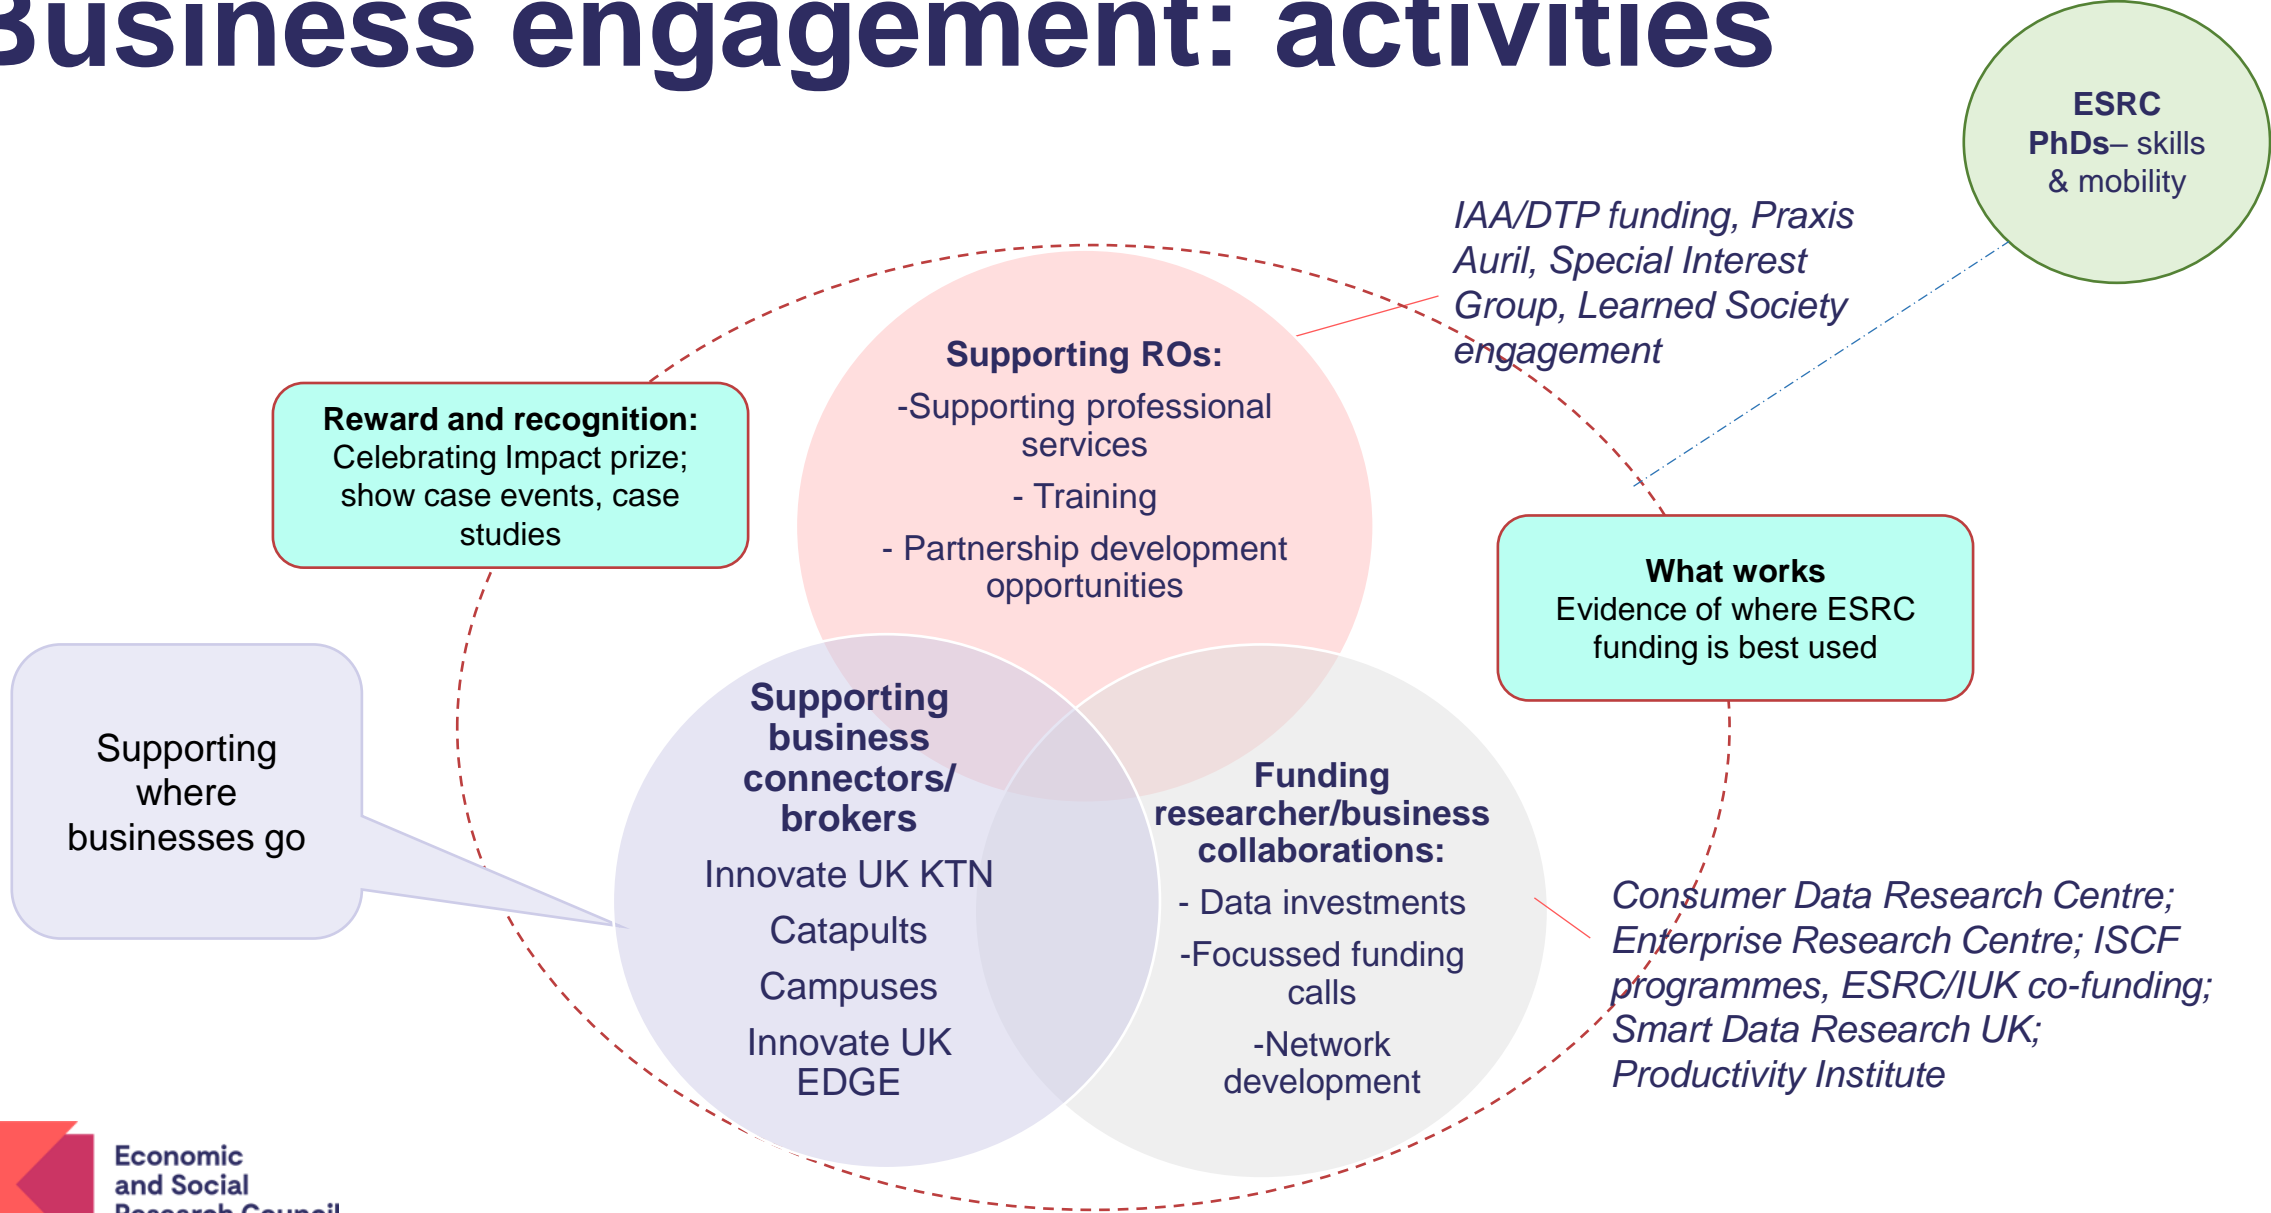 Business engagement: activities
ESRC
PhDs– skills
& mobility
IAA/DTP funding, Praxis
Auril, Special Interest
Group, Learned Society
engagement
Supporting ROs:
-Supporting professional
services
- Training
- Partnership development
opportunities
Reward and recognition:
Celebrating Impact prize;
show case events, case
studies
What works
Evidence of where ESRC
funding is best used
Supporting
where
businesses go
Supporting
business
connectors/
brokers
Innovate UK KTN
Catapults
Campuses
Innovate UK
EDGE
Funding
researcher/business
collaborations:
- Data investments
-Focussed funding
calls
-Network
development
Consumer Data Research Centre;
Enterprise Research Centre; ISCF
programmes, ESRC/IUK co-funding;
Smart Data Research UK;
Productivity Institute
Economic
and Social
Research Council